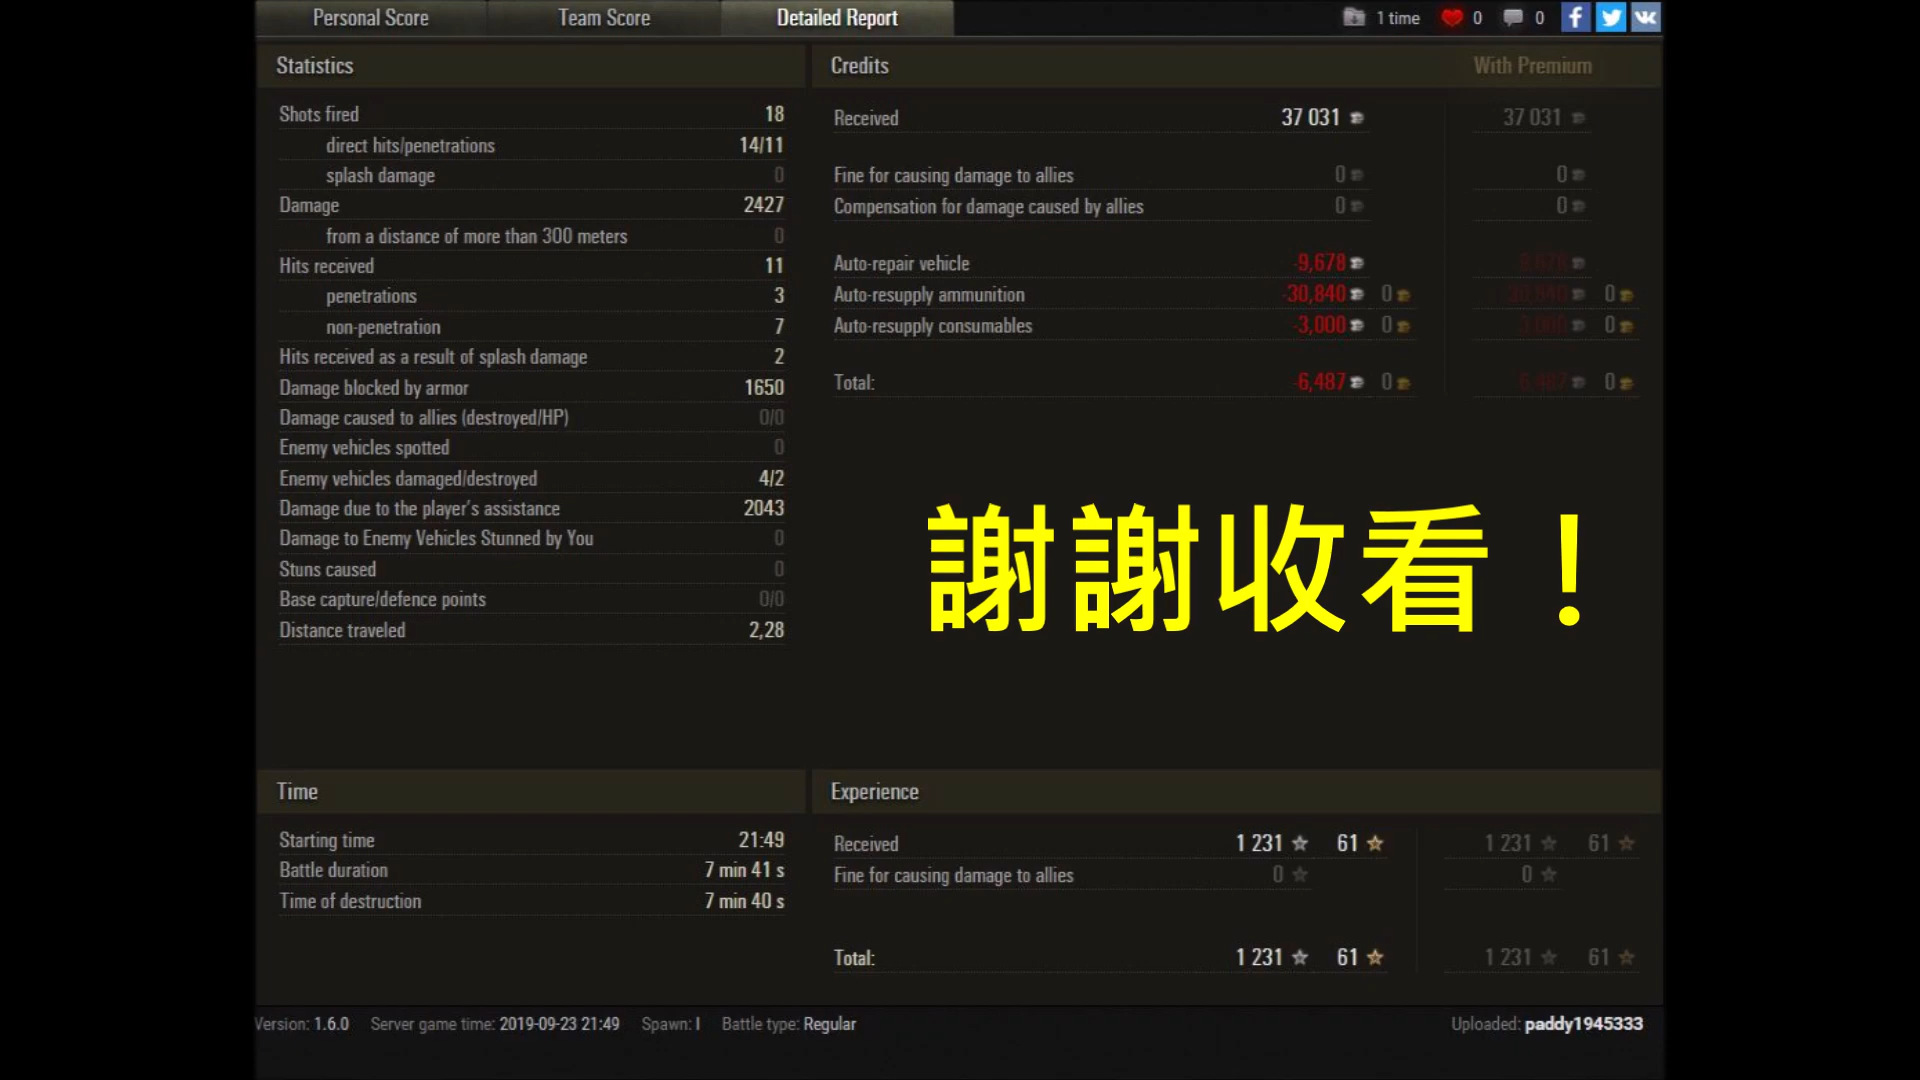 Personal Score Team Score Detailed Report 1 time 0 0
Statistics
Shots fired 18
direct hits/penetrations 14/11
splash damage 0
Damage 2427
from a distance of more than 300 meters 0
Hits received 11
penetrations 3
non-penetration 7
Hits received as a result of splash damage 2
Damage blocked by armor 1650
Damage caused to allies (destroyed/HP) 0/0
Enemy vehicles spotted 0
Enemy vehicles damaged/destroyed 4/2
Damage due to the player's assistance 2043
Damage to Enemy Vehicles Stunned by You 0
Stuns caused 0
Base capture/defence points 0/0
Distance traveled 2,28
Credits With Premium
Received 37 031 37 031
Fine for causing damage to allies 0 0
Compensation for damage caused by allies 0 0
Auto-repair vehicle -9,678 -9,678
Auto-resupply ammunition -30,840 0 -30,840 0
Auto-resupply consumables -3,000 0 -3,000 0
Total: -6,487 0 -6,487 0
謝謝收看！
Time
Starting time 21:49
Battle duration 7 min 41 s
Time of destruction 7 min 40 s
Experience
Received 1 231 61 1 231 61
Fine for causing damage to allies 0 0
Total: 1 231 61 1 231 61
Version: 1.6.0 Server game time: 2019-09-23 21:49 Spawn: I Battle type: Regular Uploaded: paddy1945333